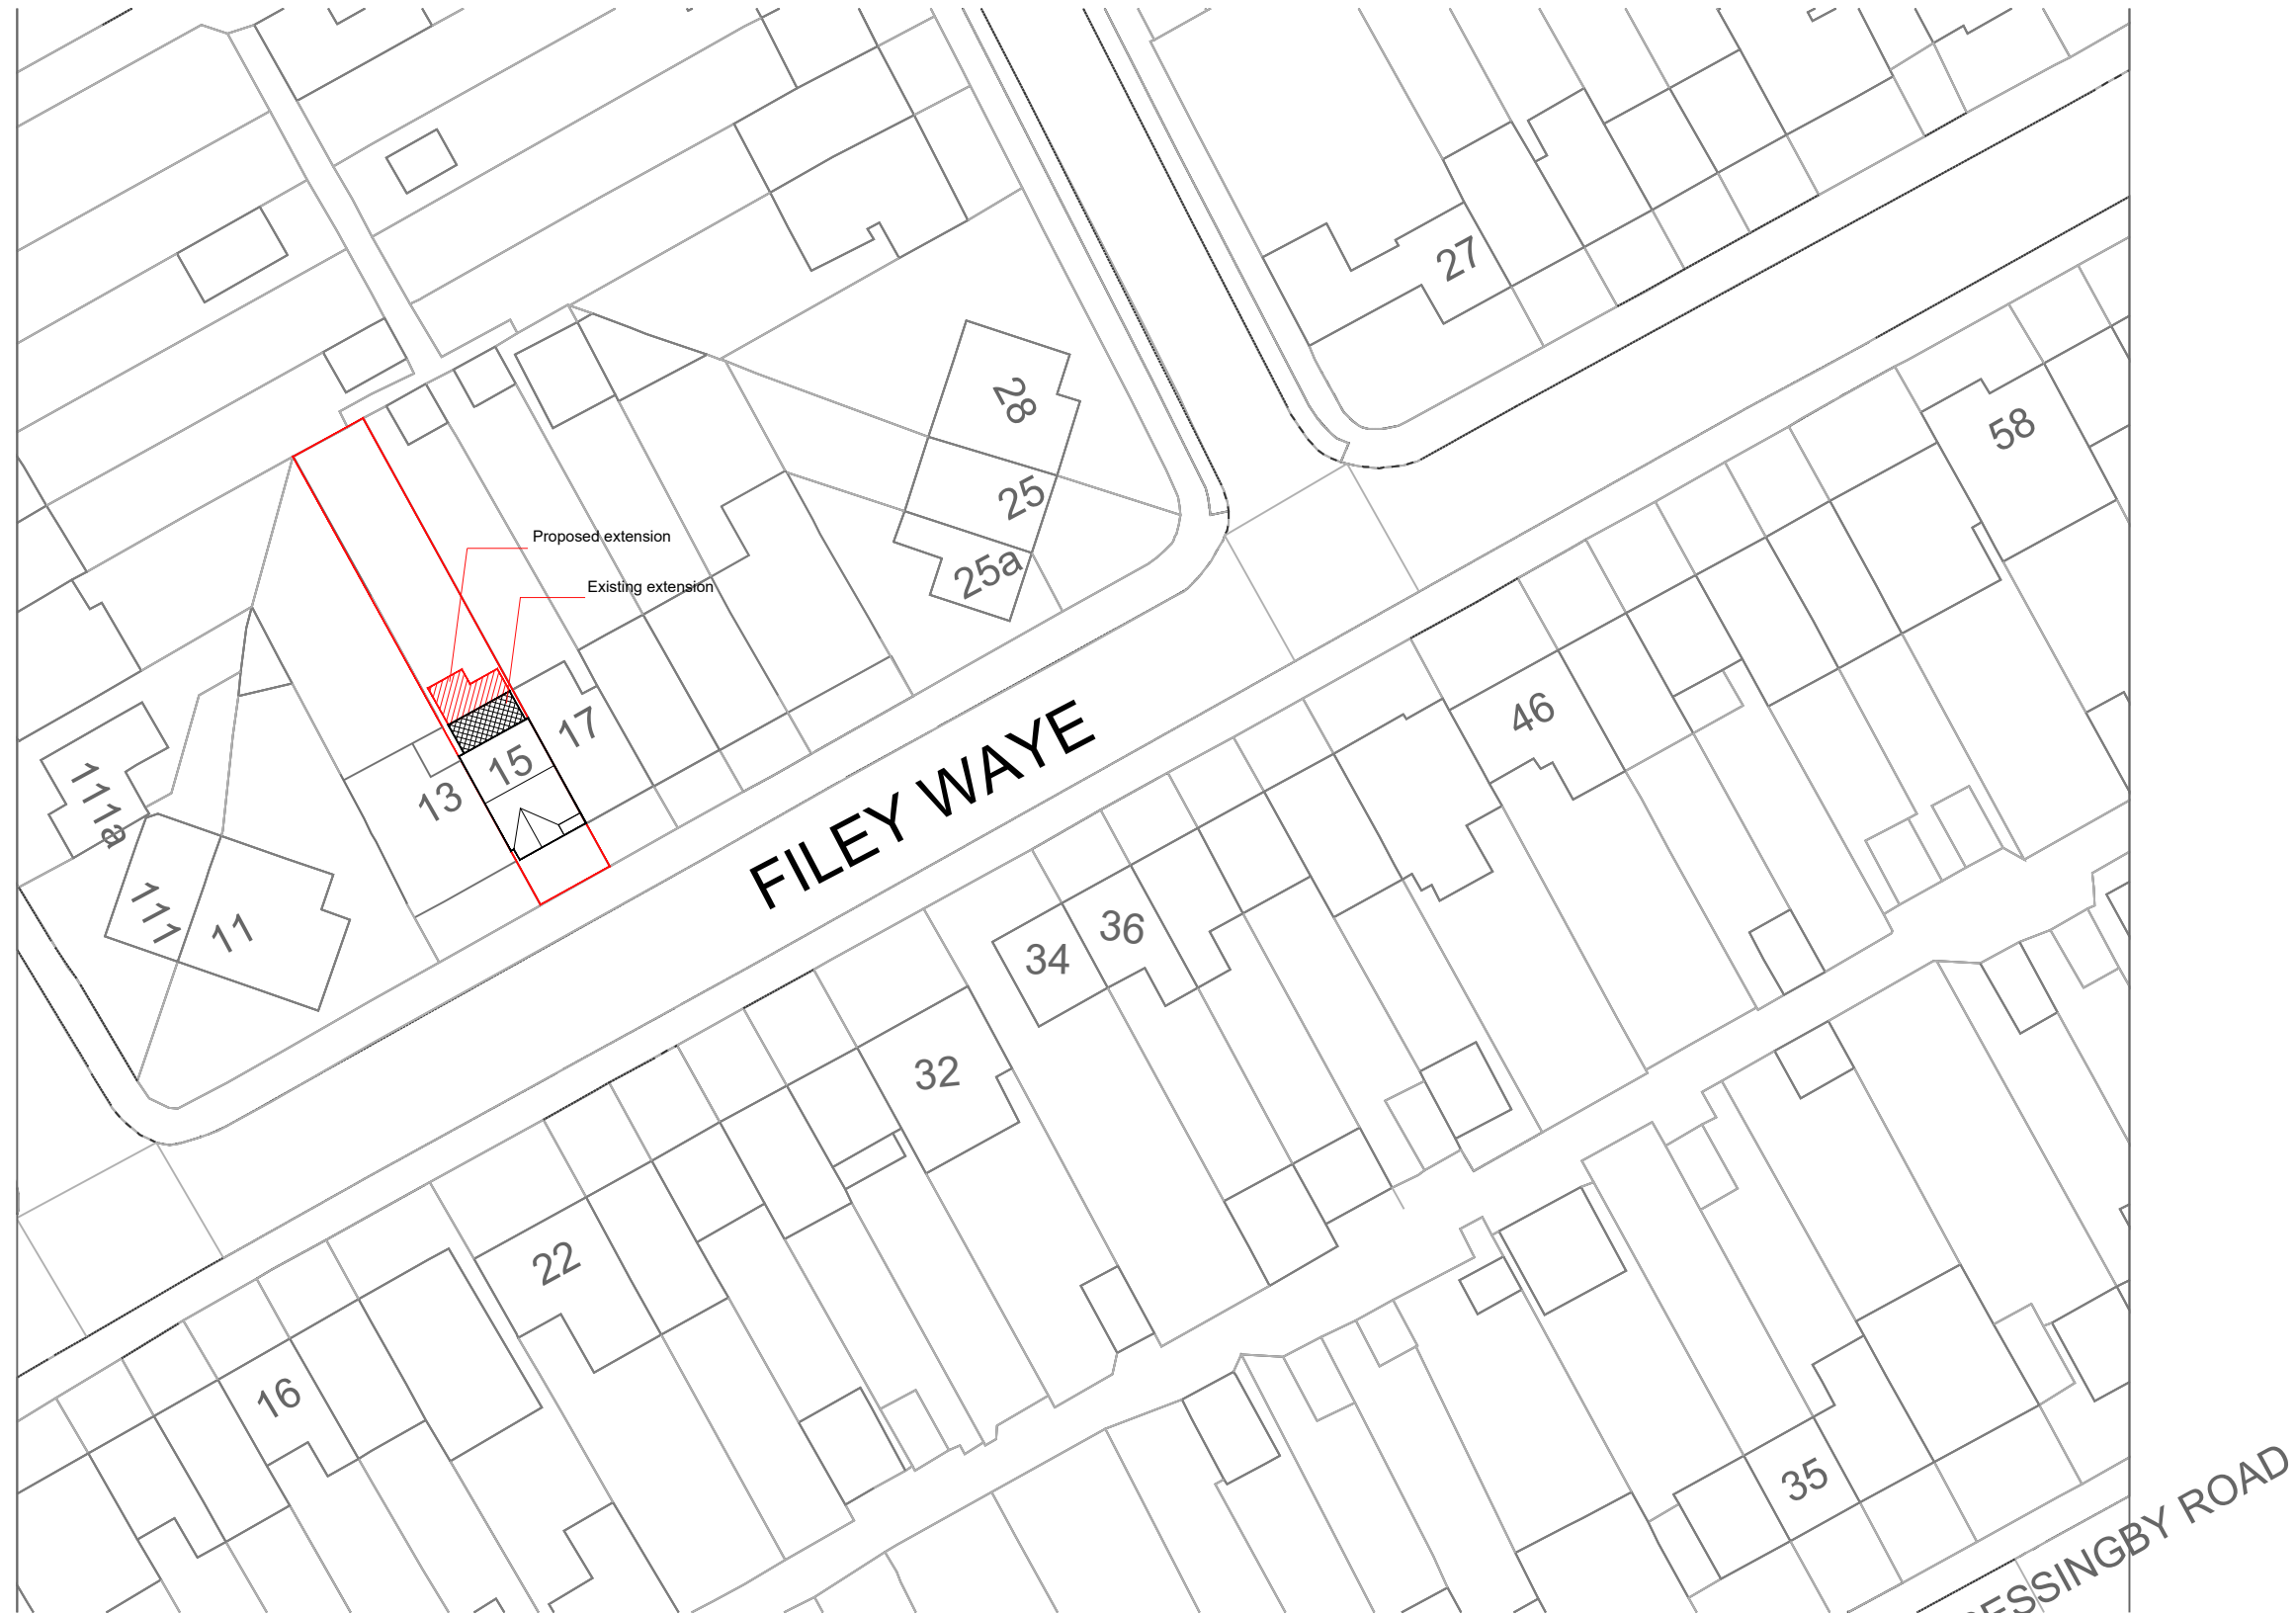 27
28
58
25
Proposed extension
25a
Existing extension
46
17
15
111a
13
FILEY WAYE
111
11
36
34
32
22
16
35
ESSINGBY ROAD